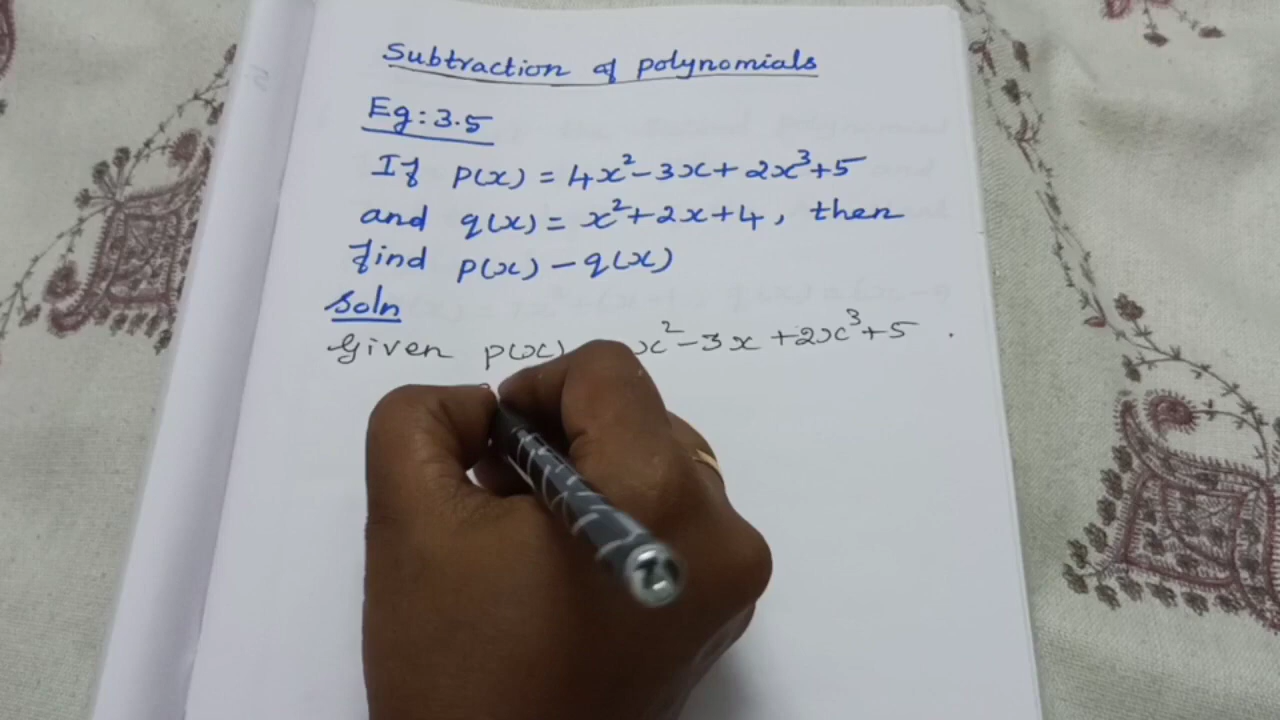 Subtraction of polynomials
Eg: 3.5
If p(x) = 4x²-3x+2x³+5
and q(x) = x²+2x+4, then
find p(x) - q(x)
Soln
Given p(x) x²-3x+2x³+5.